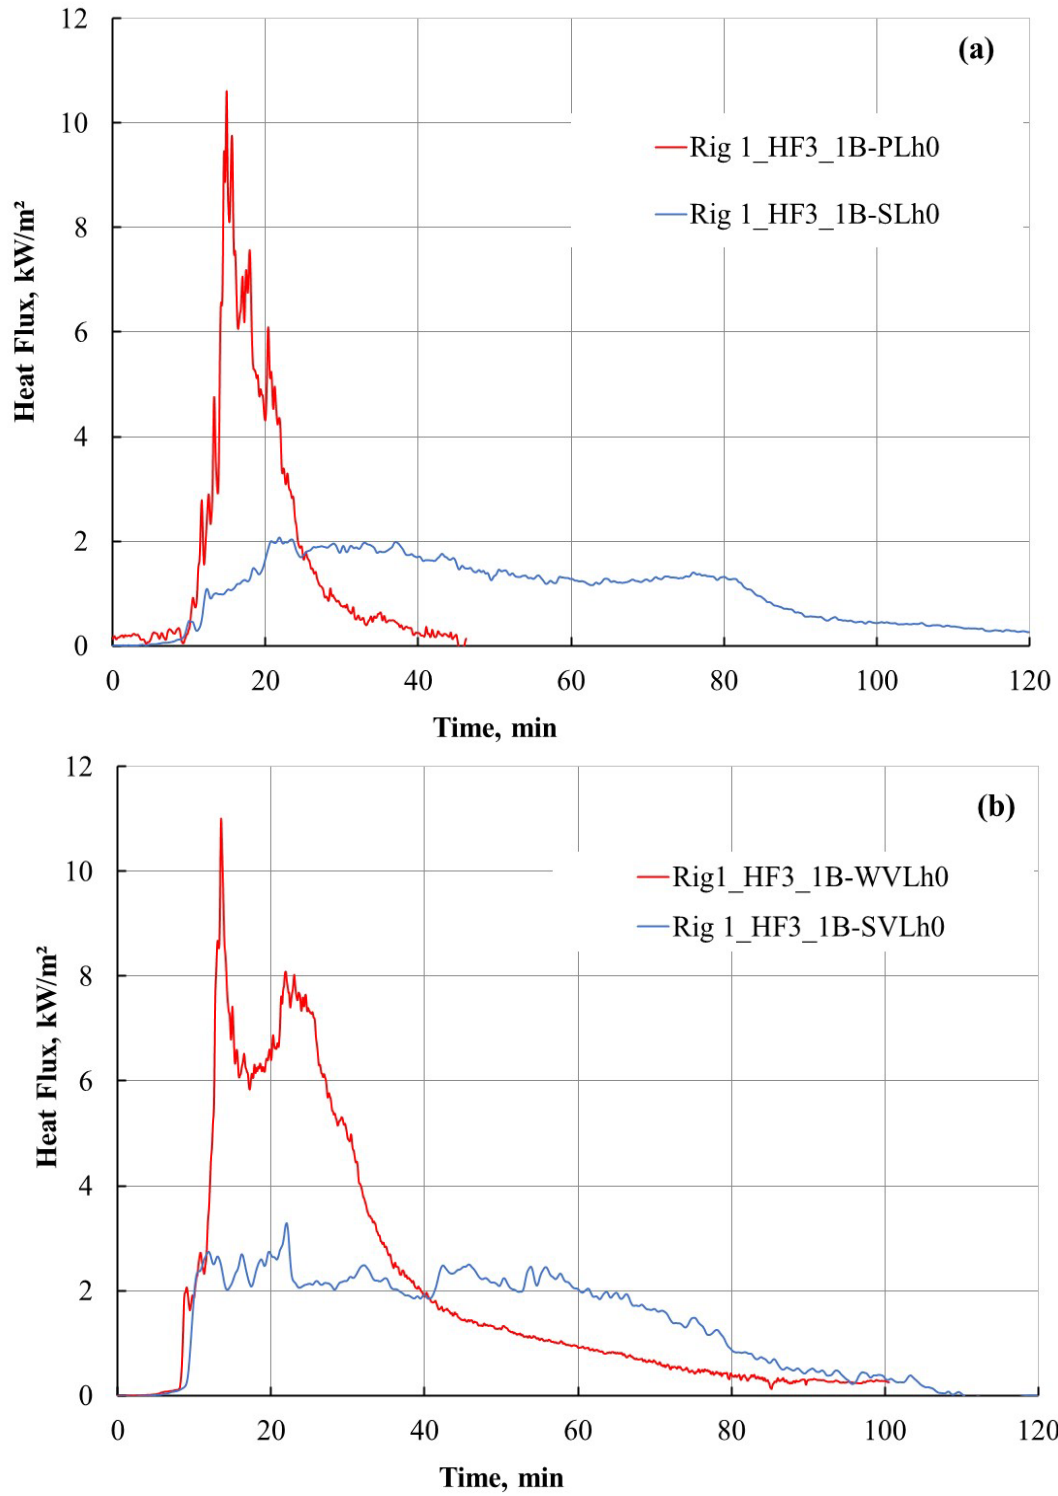 12
(a)
10
Rig 1_HF3_1B-PLh0
8
Rig 1_HF3_1B-SLh0
Heat Flux, kW/m²
6
4
2
0
0 20 40 60 80 100 120
Time, min
12
(b)
10
Rig1_HF3_1B-WVLh0
Rig 1_HF3_1B-SVLh0
8
Heat Flux, kW/m²
6
4
2
0
0 20 40 60 80 100 120
Time, min